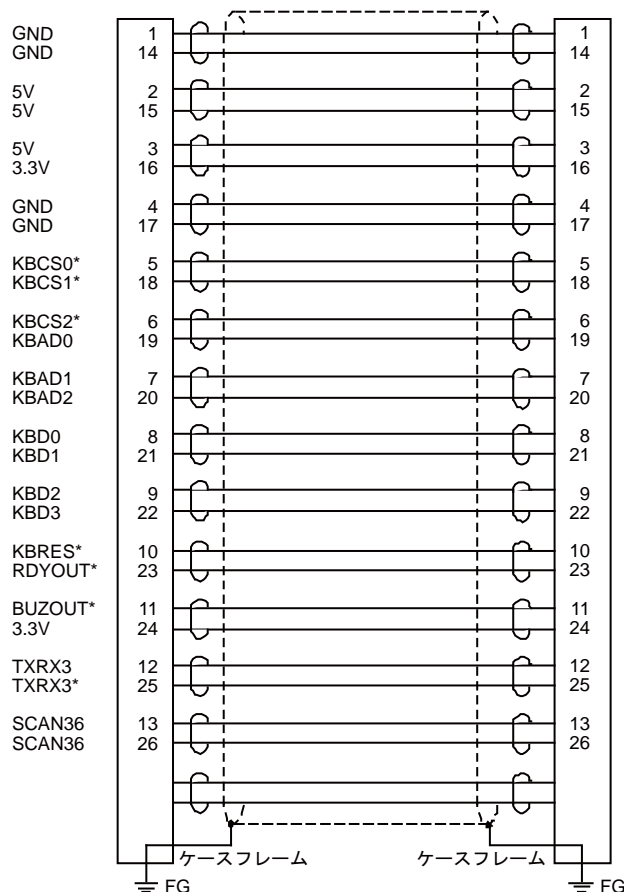 GND 1 1
GND 14 14
5V 2 2
5V 15 15
5V 3 3
3.3V 16 16
GND 4 4
GND 17 17
KBCS0* 5 5
KBCS1* 18 18
KBCS2* 6 6
KBAD0 19 19
KBAD1 7 7
KBAD2 20 20
KBD0 8 8
KBD1 21 21
KBD2 9 9
KBD3 22 22
KBRES* 10 10
RDYOUT* 23 23
BUZOUT* 11 11
3.3V 24 24
TXRX3 12 12
TXRX3* 25 25
SCAN36 13 13
SCAN36 26 26
ケースフレーム ケースフレーム
FG FG